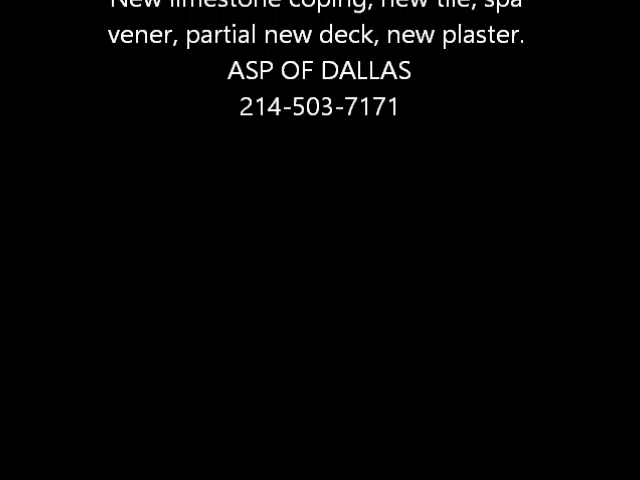 New limestone coping, new tile, spa
vener, partial new deck, new plaster.
ASP OF DALLAS
214-503-7171